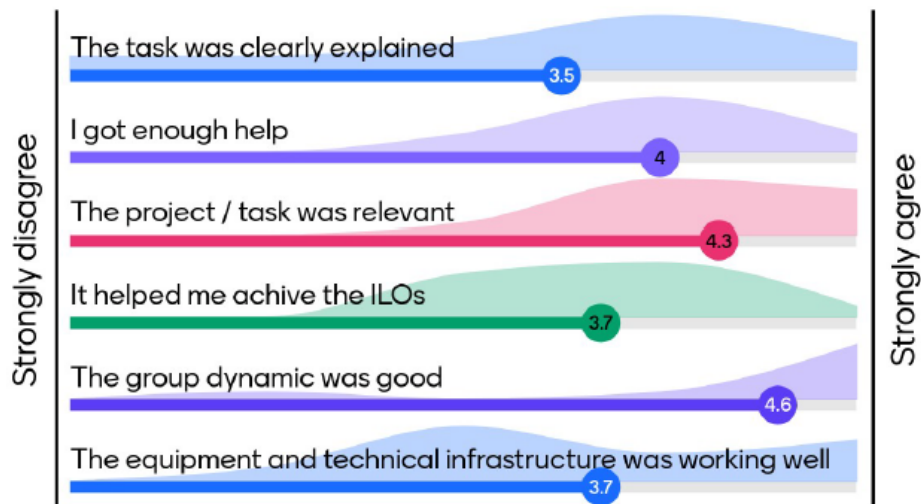 The task was clearly explained
3.5
I got enough help
4
The project / task was relevant
4.3
It helped me achive the ILOs
3.7
The group dynamic was good
4.6
The equipment and technical infrastructure was working well
3.7
Strongly disagree
Strongly agree